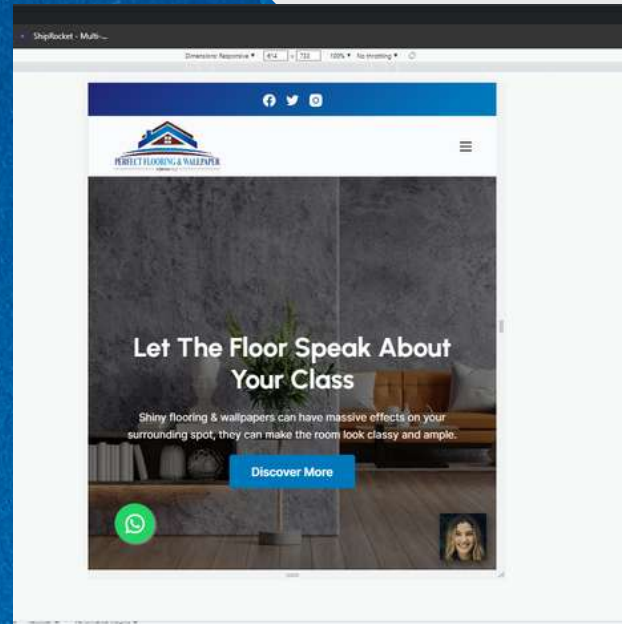 ShipRocket - Multi-...
Dimensions: Responsive ▼ 614 x 733 100% ▼ No throttling ▼
PERFECT FLOORING & WALLPAPER
Let The Floor Speak About
Your Class
Shiny flooring & wallpapers can have massive effects on your
surrounding spot, they can make the room look classy and ample.
Discover More